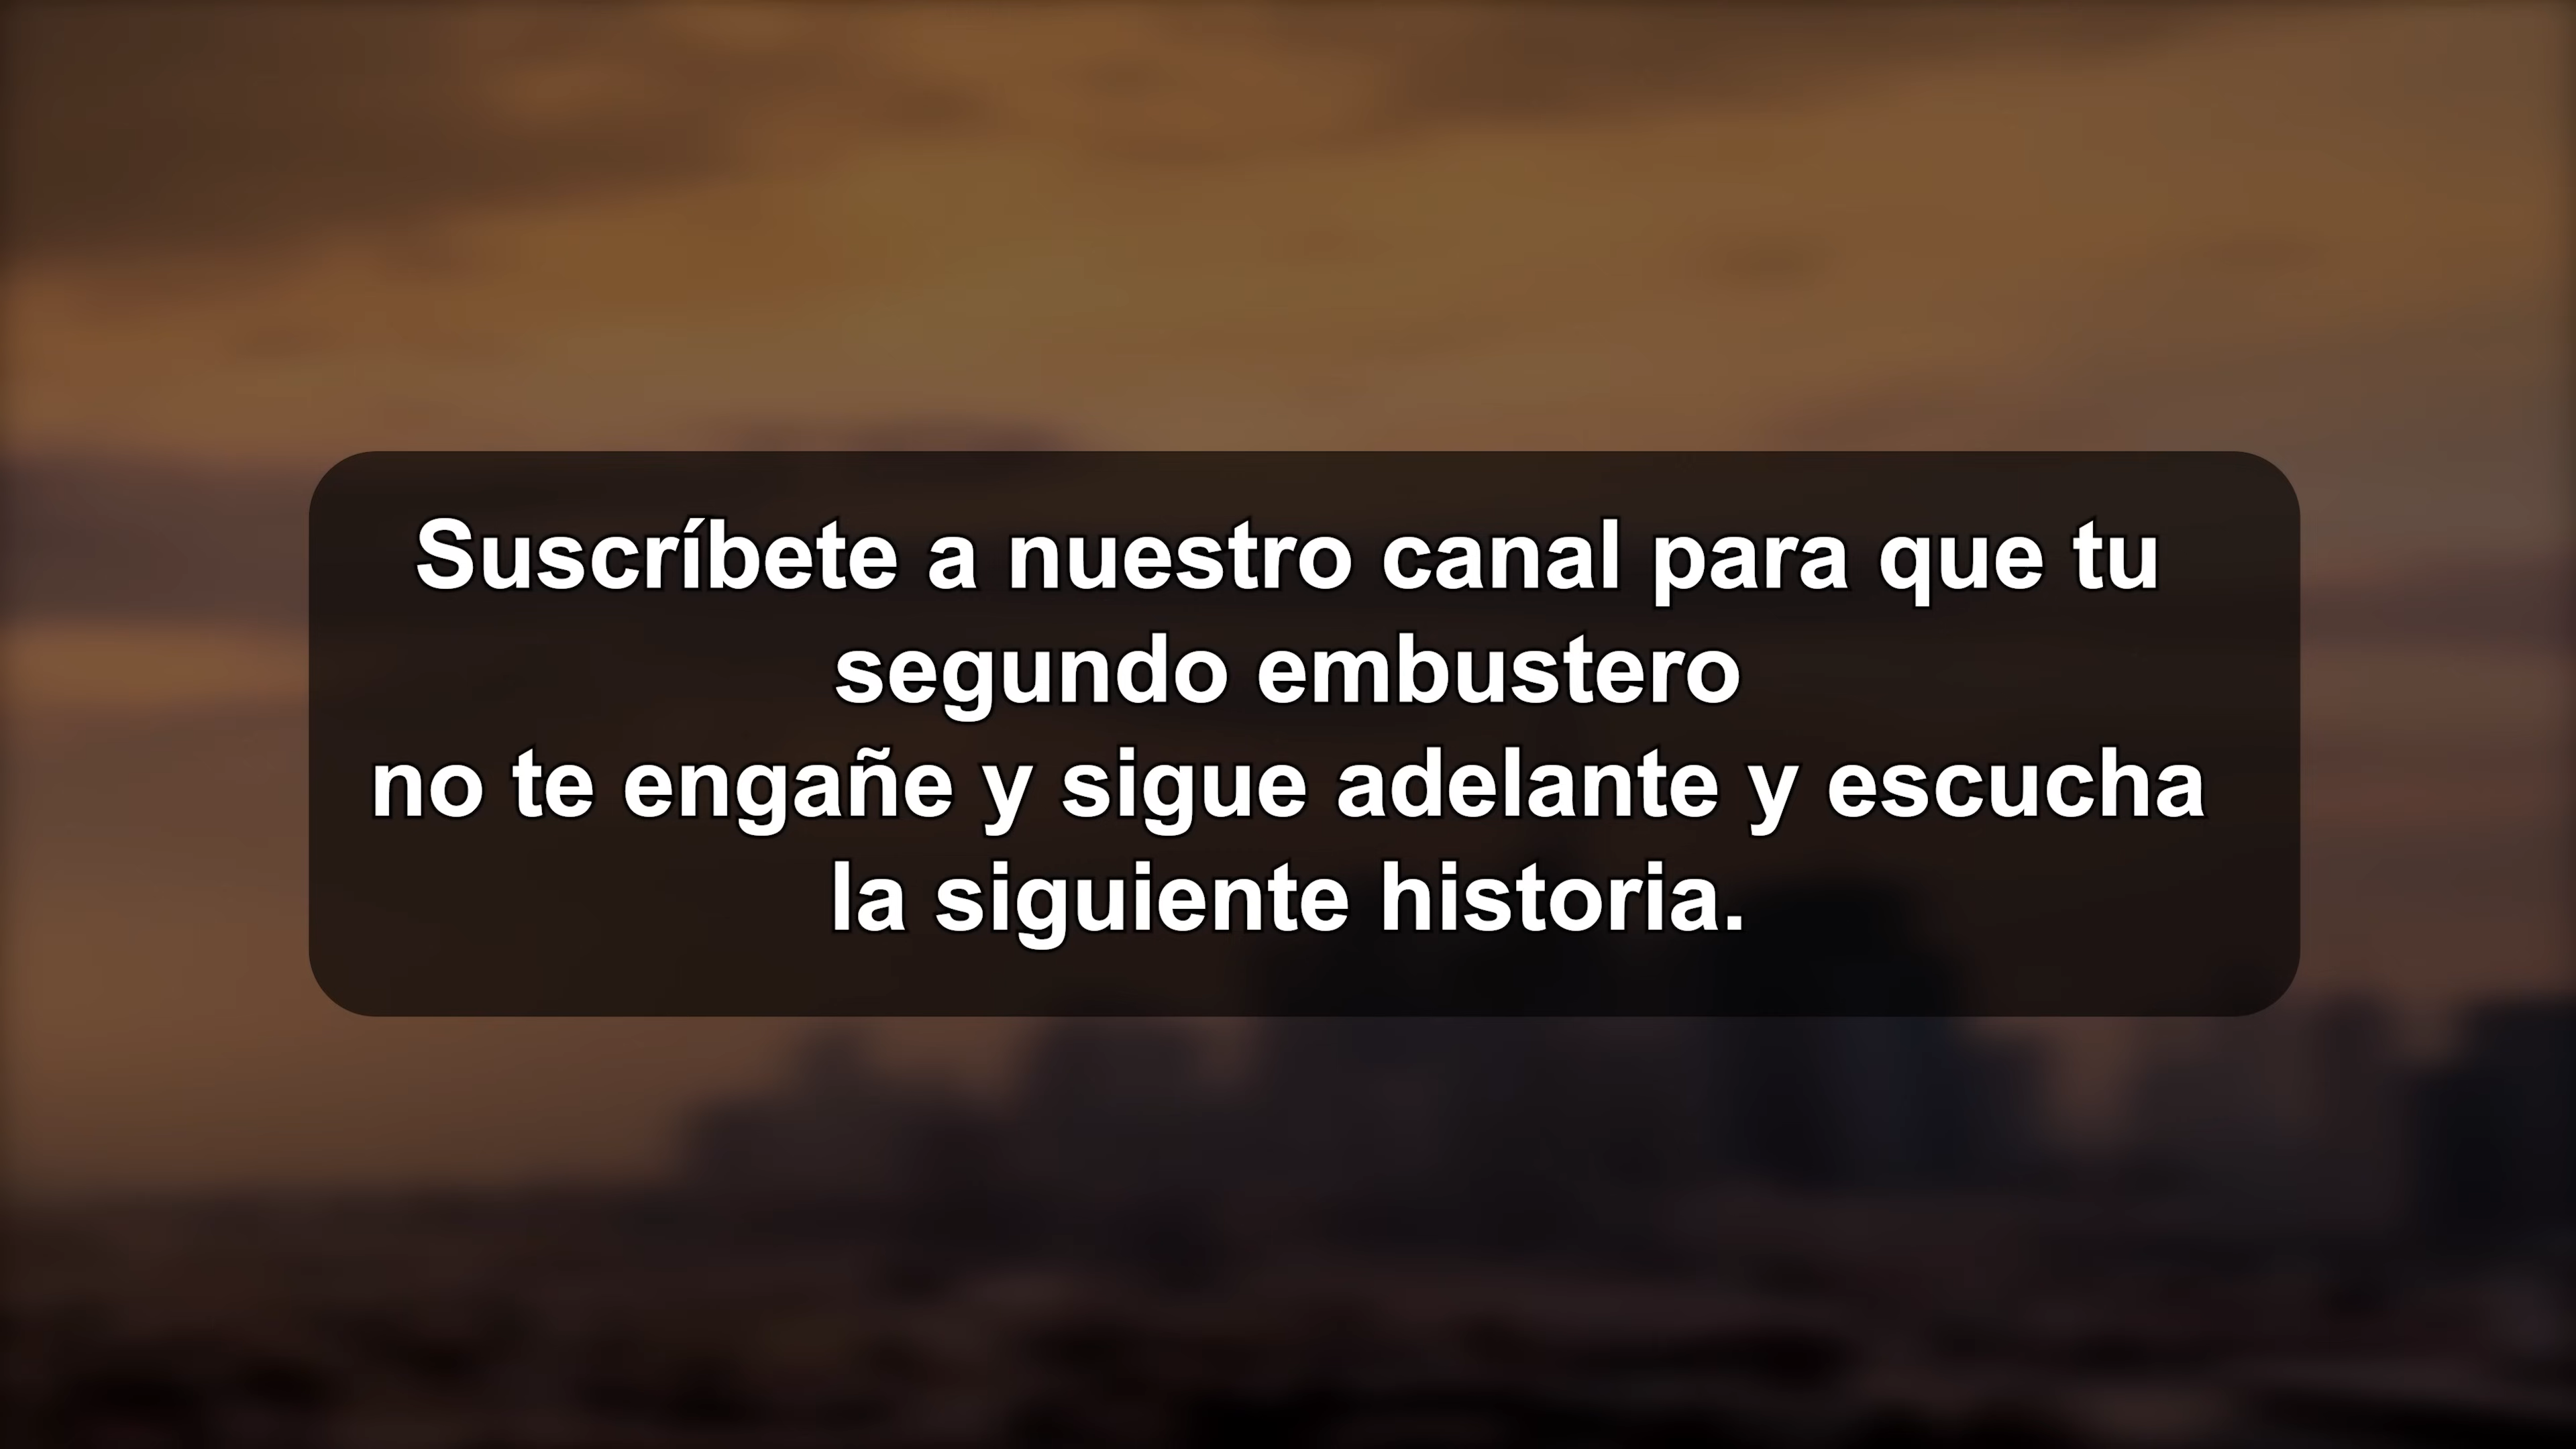 Suscríbete a nuestro canal para que tu
segundo embustero
no te engañe y sigue adelante y escucha
la siguiente historia.